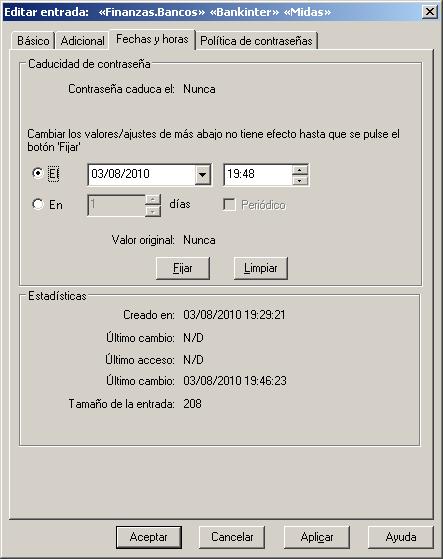 Editar entrada: «Finanzas.Bancos» «Bankinter» «Midas»
Básico Adicional Fechas y horas Política de contraseñas
Caducidad de contraseña
Contraseña caduca el: Nunca
Cambiar los valores/ajustes de más abajo no tiene efecto hasta que se pulse el
botón 'Fijar'
El 03/08/2010 19:48
En 1 días Periódico
Valor original: Nunca
Fijar Limpiar
Estadísticas
Creado en: 03/08/2010 19:29:21
Último cambio: N/D
Último acceso: N/D
Último cambio: 03/08/2010 19:46:23
Tamaño de la entrada: 208
Aceptar Cancelar Aplicar Ayuda